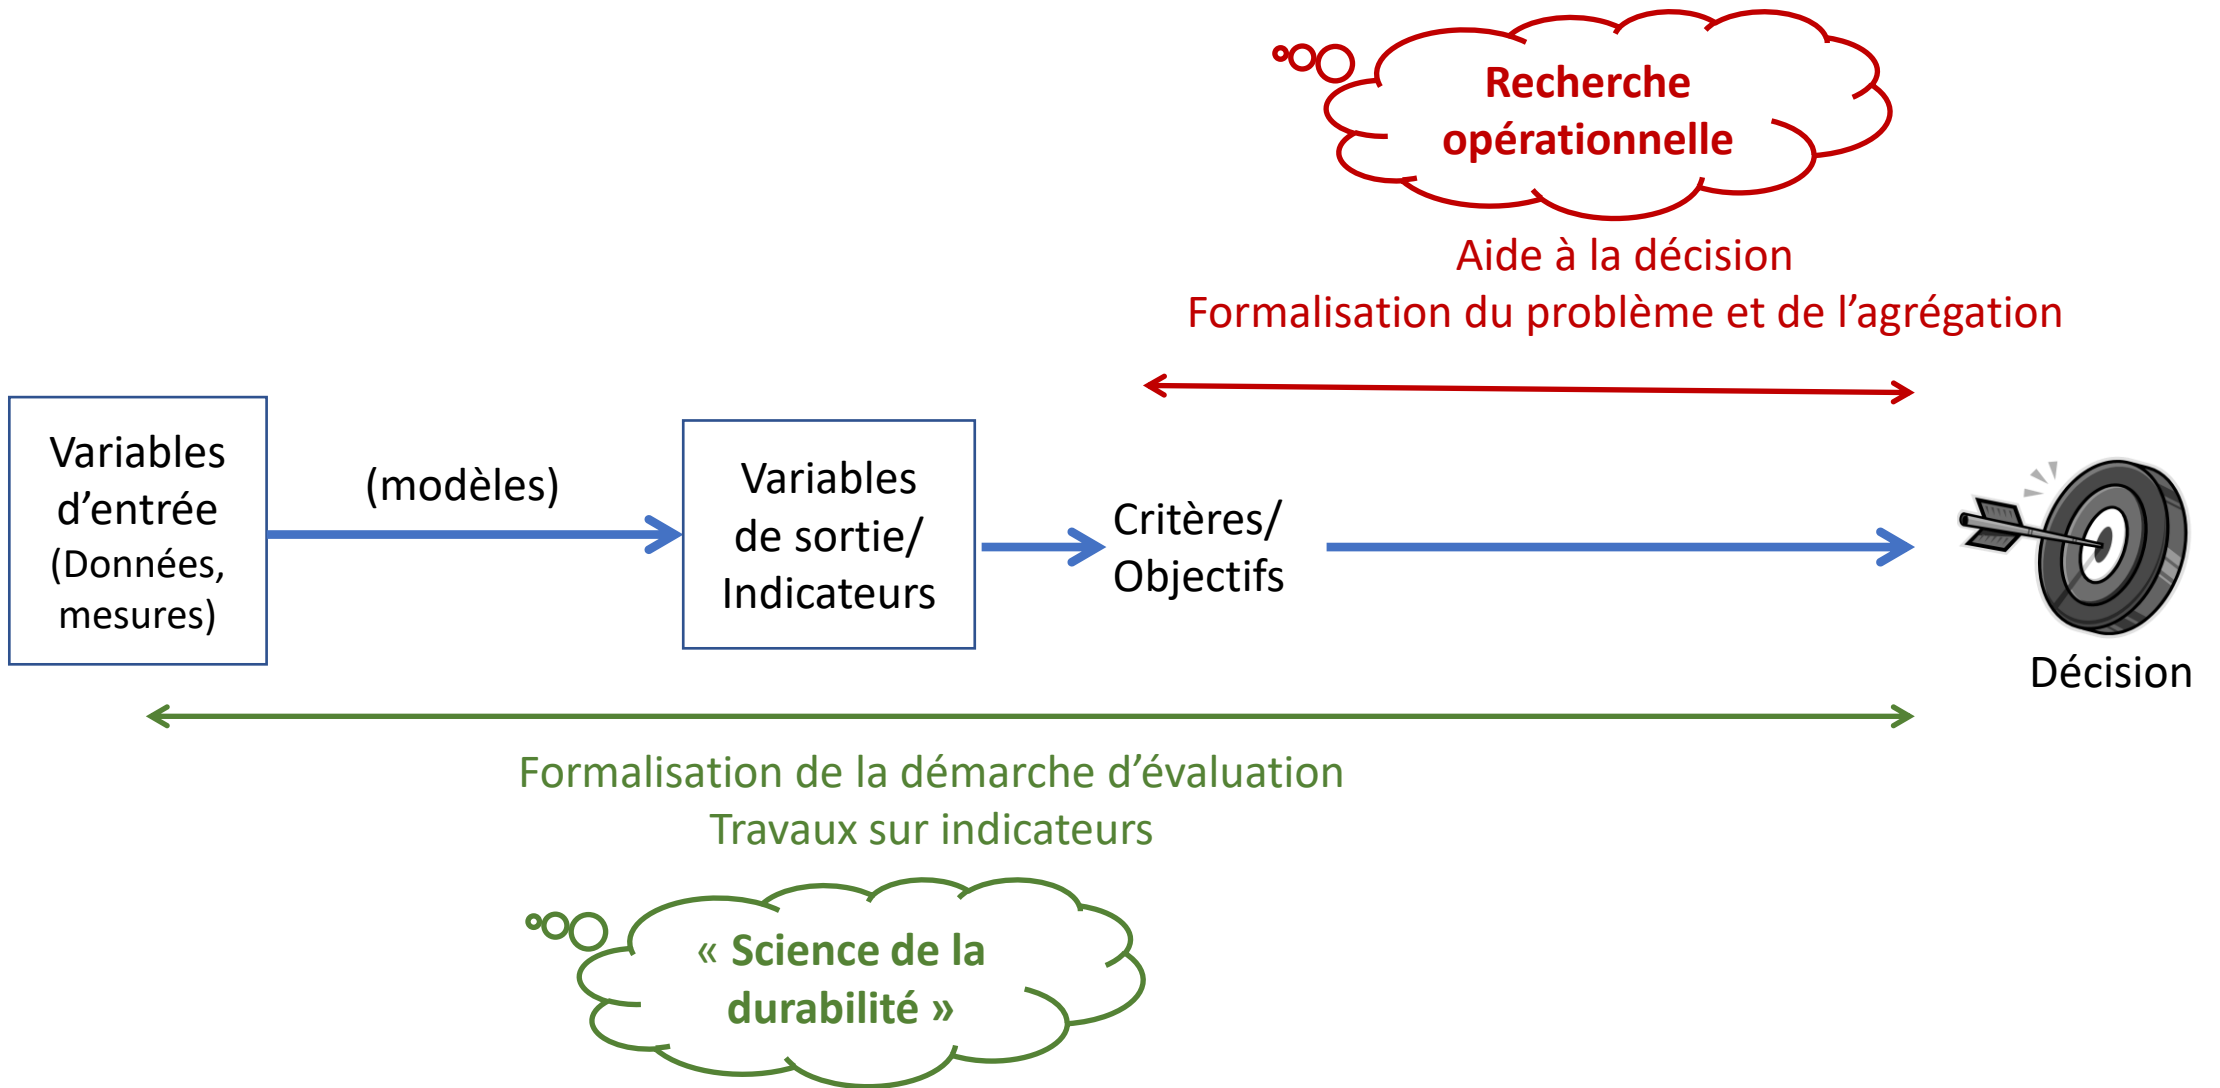 Recherche
opérationnelle
Aide à la décision
Formalisation du problème et de l’agrégation
Variables
d’entrée
(Données,
mesures)
(modèles)
Variables
de sortie/
Indicateurs
Critères/
Objectifs
Décision
Formalisation de la démarche d’évaluation
Travaux sur indicateurs
« Science de la
durabilité »